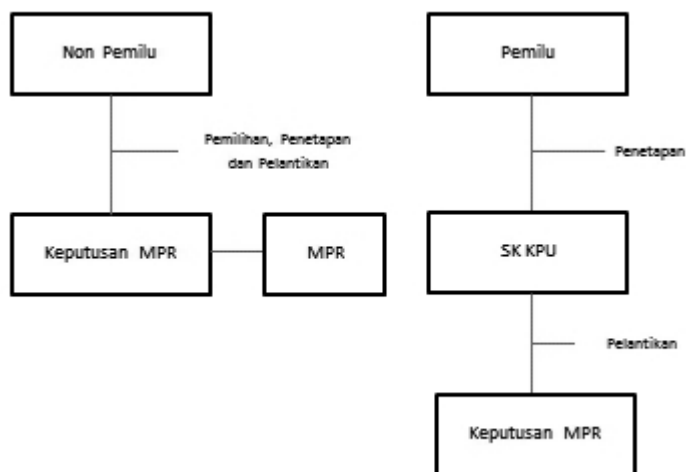 Non Pemilu
Pemilihan, Penetapan
dan Pelantikan
Keputusan MPR
MPR
Pemilu
Penetapan
SK KPU
Pelantikan
Keputusan MPR